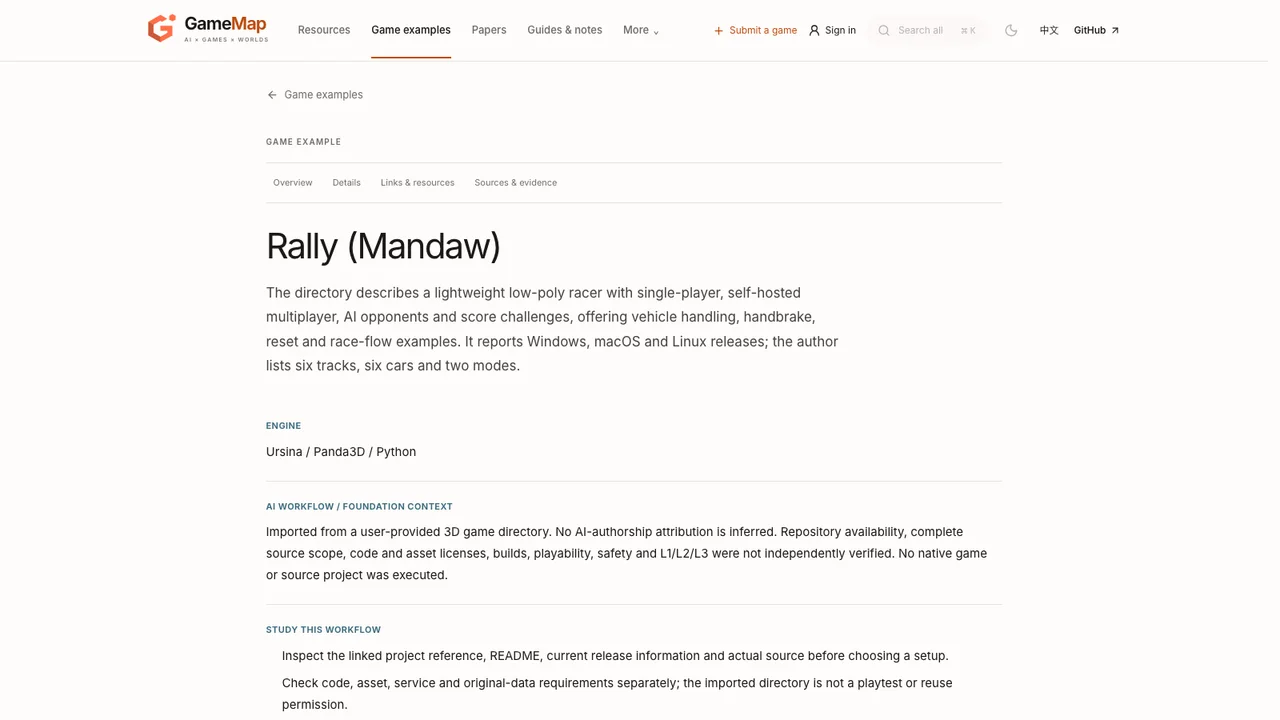 GameMap
AI × GAMES × WORLDS
Resources
Game examples
Papers
Guides & notes
More
+ Submit a game
Sign in
Search all
⌘ K
中文
GitHub ↗
← Game examples
GAME EXAMPLE
Overview
Details
Links & resources
Sources & evidence
Rally (Mandaw)
The directory describes a lightweight low-poly racer with single-player, self-hosted
multiplayer, AI opponents and score challenges, offering vehicle handling, handbrake,
reset and race-flow examples. It reports Windows, macOS and Linux releases; the author
lists six tracks, six cars and two modes.
ENGINE
Ursina / Panda3D / Python
AI WORKFLOW / FOUNDATION CONTEXT
Imported from a user-provided 3D game directory. No AI-authorship attribution is inferred. Repository availability, complete
source scope, code and asset licenses, builds, playability, safety and L1/L2/L3 were not independently verified. No native game
or source project was executed.
STUDY THIS WORKFLOW
Inspect the linked project reference, README, current release information and actual source before choosing a setup.
Check code, asset, service and original-data requirements separately; the imported directory is not a playtest or reuse
permission.